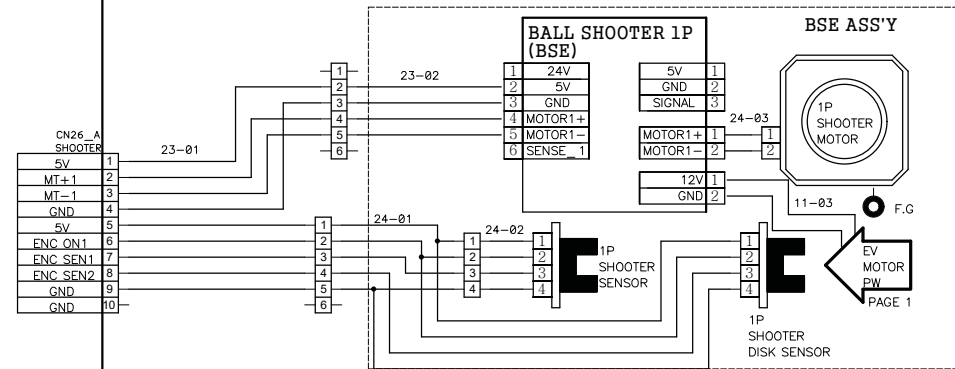 BSE ASS'Y
BALL SHOOTER 1P
(BSE)
1 24V
2 5V
3 GND
4 MOTOR1+
5 MOTOR1-
6 SENSE_1
5V 1
GND 2
SIGNAL 3
MOTOR1+ 1
MOTOR1- 2
12V 1
GND 2
24-03
1
2
1P
SHOOTER
MOTOR
F.G
11-03
EV
MOTOR
PW
PAGE 1
23-02
1
2
3
4
5
6
23-01
CN26_A
SHOOTER
5V 1
MT+1 2
MT-1 3
GND 4
5V 5
ENC ON1 6
ENC SEN1 7
ENC SEN2 8
GND 9
GND 10
24-01
1
2
3
4
5
6
24-02
1
2
3
4
1
2
3
4
1P
SHOOTER
SENSOR
1
2
3
4
1P
SHOOTER
DISK SENSOR